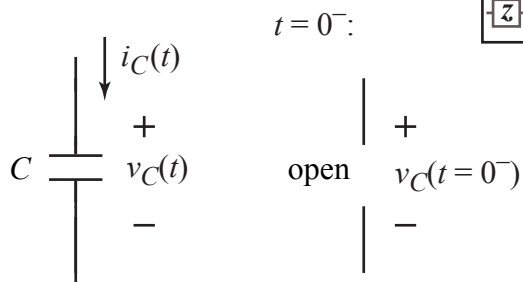 t = 0⁻:
z
i_C(t)
+
C
v_C(t)
−
+
open
v_C(t = 0⁻)
−